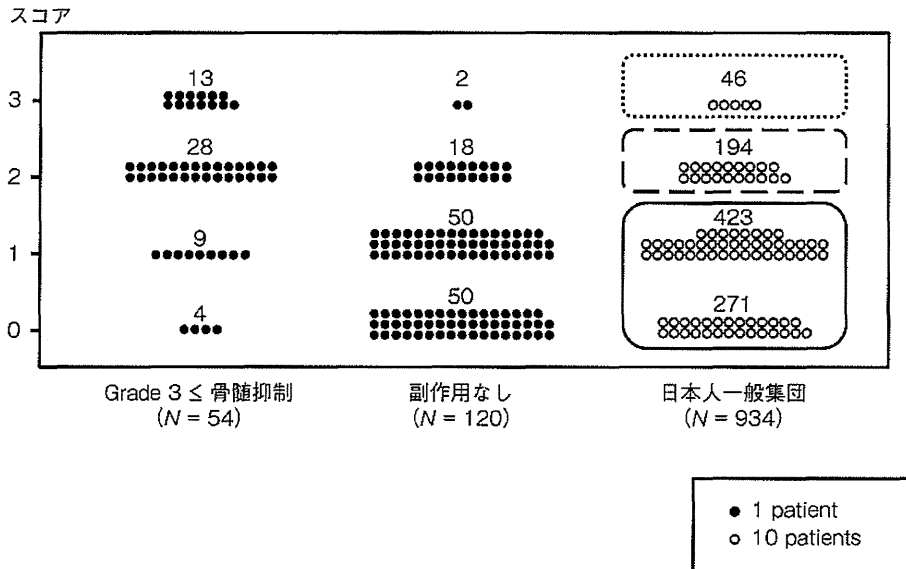 スコア
13 2 46
3
28 18 194
2
50 423
9
1
50 271
4
0
Grade 3 ≤ 骨髄抑制 副作用なし 日本人一般集団
(N = 54) (N = 120) (N = 934)
1 patient
10 patients